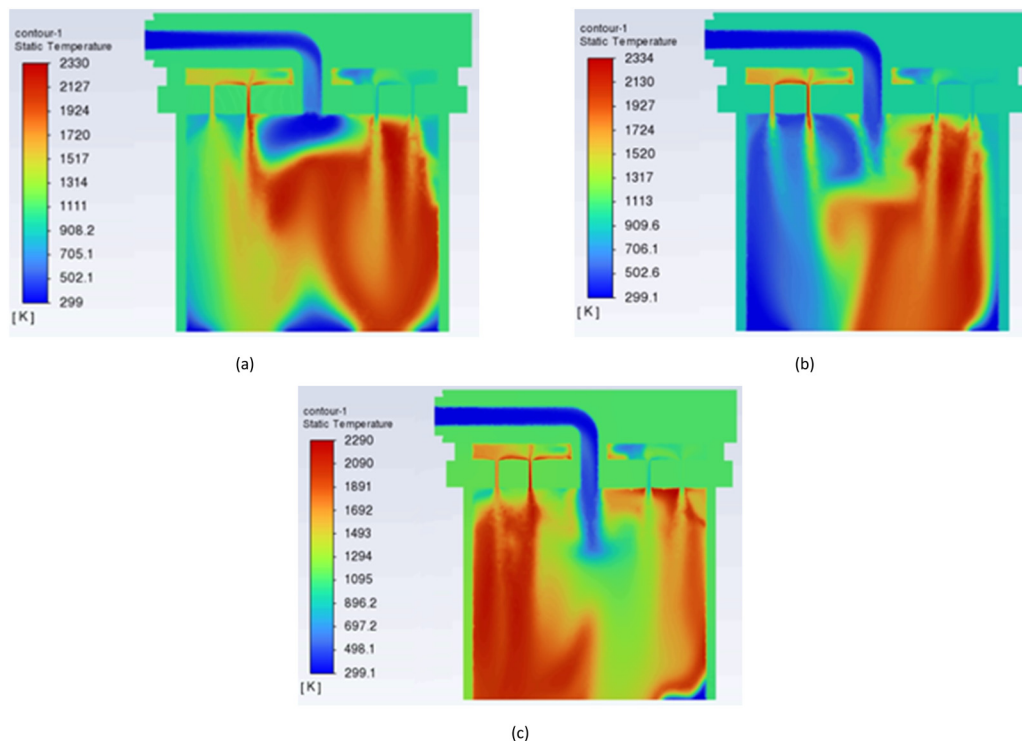 contour-1
Static Temperature
2330
2127
1924
1720
1517
1314
1111
908.2
705.1
502.1
299
[ K ]
(a)
contour-1
Static Temperature
2334
2130
1927
1724
1520
1317
1113
909.6
706.1
502.6
299.1
[ K ]
(b)
contour-1
Static Temperature
2290
2090
1891
1692
1493
1294
1095
896.2
697.2
498.1
299.1
[ K ]
(c)